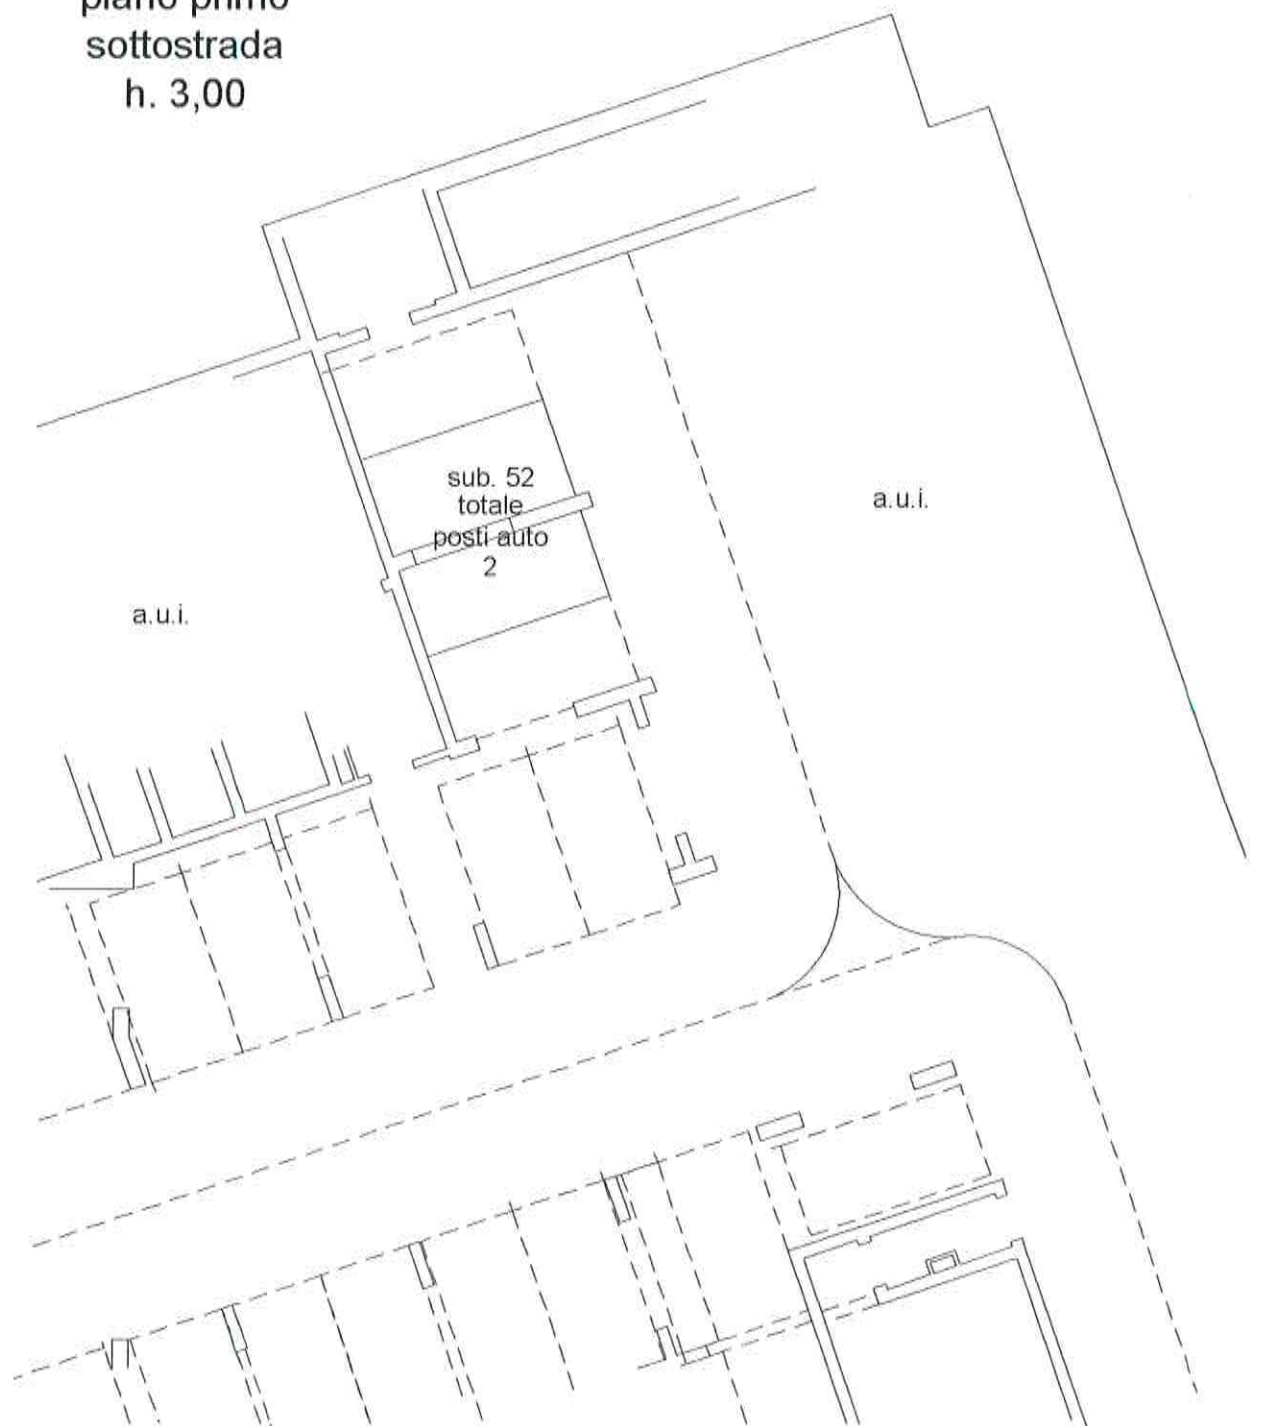 piano primo
sottostrada
h. 3,00
sub. 52
totale
posti auto
2
a.u.i.
a.u.i.